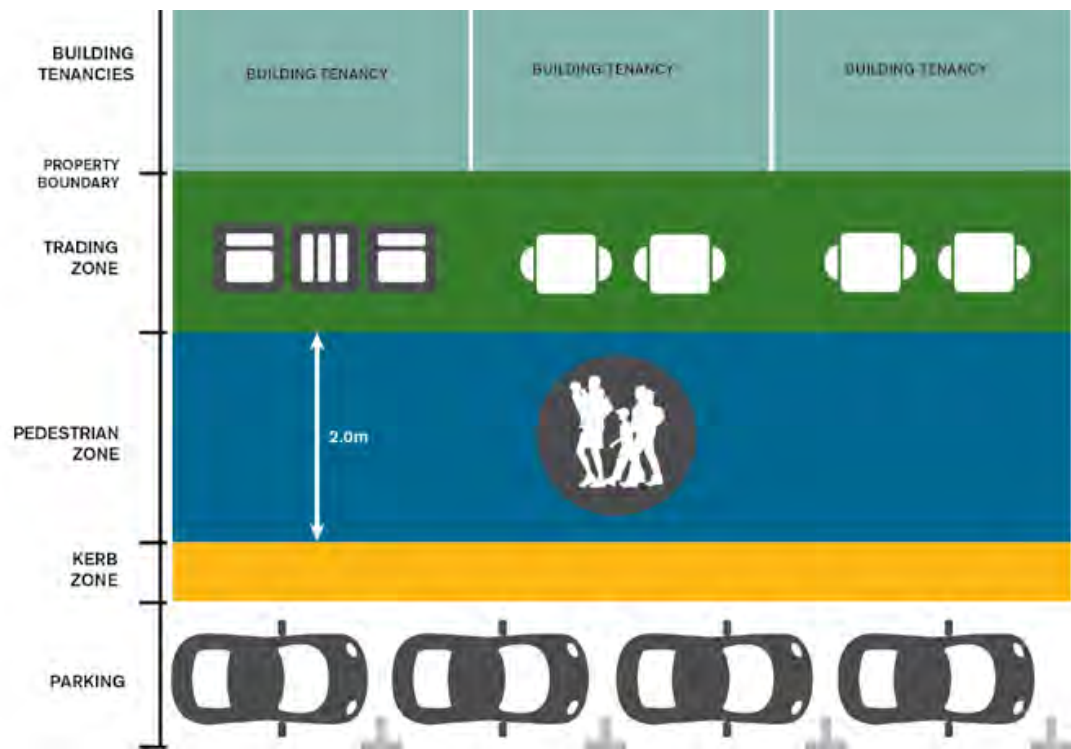 BUILDING
TENANCIES
BUILDING TENANCY
BUILDING TENANCY
BUILDING TENANCY
PROPERTY
BOUNDARY
TRADING
ZONE
PEDESTRIAN
ZONE
2.0m
KERB
ZONE
PARKING